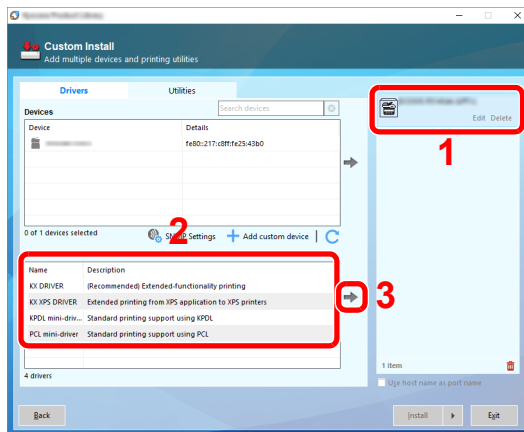 Custom Install
Add multiple devices and printing utilities
Drivers
Utilities
Devices
Search devices
Device
Details
fe80::217:c8ff:fe25:43b0
0 of 1 devices selected
Settings
Add custom device
2
Name
Description
KX DRIVER
(Recommended) Extended-functionality printing
KX XPS DRIVER
Extended printing from XPS application to XPS printers
KPDL mini-driv...
Standard printing support using KPDL
PCL mini-driver
Standard printing support using PCL
4 drivers
3
Edit
Delete
1
1 item
Use host name as port name
Back
Install
Exit